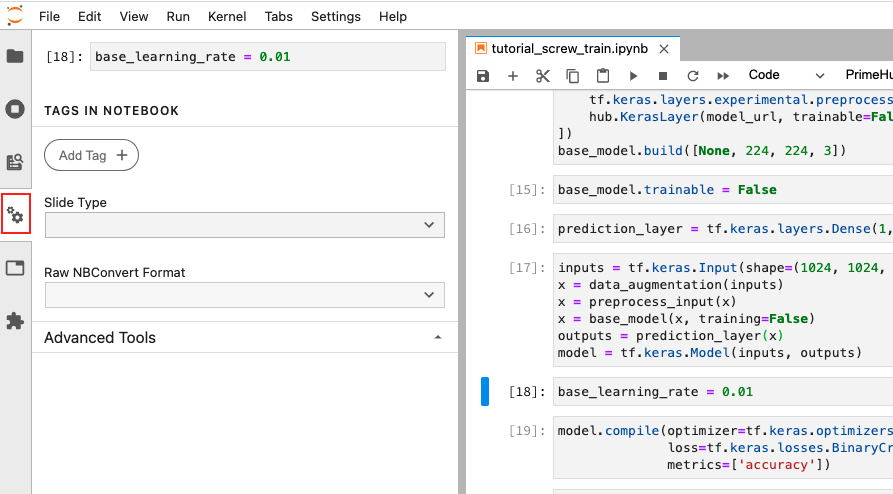 File Edit View Run Kernel Tabs Settings Help
[18]: base_learning_rate = 0.01
TAGS IN NOTEBOOK
Add Tag +
Slide Type
Raw NBConvert Format
Advanced Tools
tutorial_screw_train.ipynb
Code PrimeHu
tf.keras.layers.experimental.preprocess
hub.KerasLayer(model_url, trainable=Fal
])
base_model.build([None, 224, 224, 3])
[15]: base_model.trainable = False
[16]: prediction_layer = tf.keras.layers.Dense(1,
[17]: inputs = tf.keras.Input(shape=(1024, 1024,
x = data_augmentation(inputs)
x = preprocess_input(x)
x = base_model(x, training=False)
outputs = prediction_layer(x)
model = tf.keras.Model(inputs, outputs)
[18]: base_learning_rate = 0.01
[19]: model.compile(optimizer=tf.keras.optimizers
loss=tf.keras.losses.BinaryCr
metrics=['accuracy'])